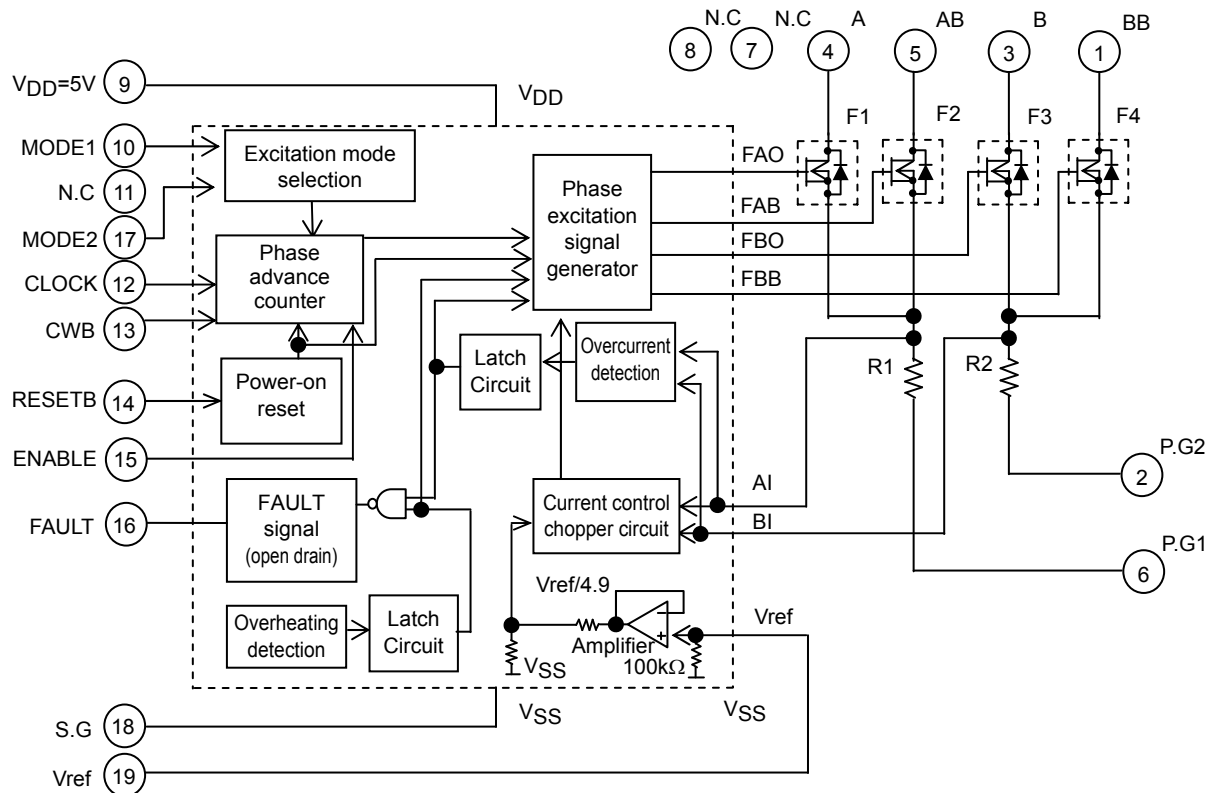 N.C
N.C
A
AB
B
BB
8
7
4
5
3
1
VDD=5V
9
VDD
F1
F2
F3
F4
MODE1
10
Excitation mode
selection
N.C
11
MODE2
17
CLOCK
12
Phase
advance
counter
CWB
13
Phase
excitation
signal
generator
FAO
FAB
FBO
FBB
RESETB
14
Power-on
reset
Latch
Circuit
Overcurrent
detection
R1
R2
ENABLE
15
P.G2
2
FAULT
16
FAULT
signal
(open drain)
Current control
chopper circuit
AI
BI
P.G1
6
Overheating
detection
Latch
Circuit
Vref/4.9
Amplifier
Vref
100kΩ
VSS
VSS
VSS
S.G
18
Vref
19